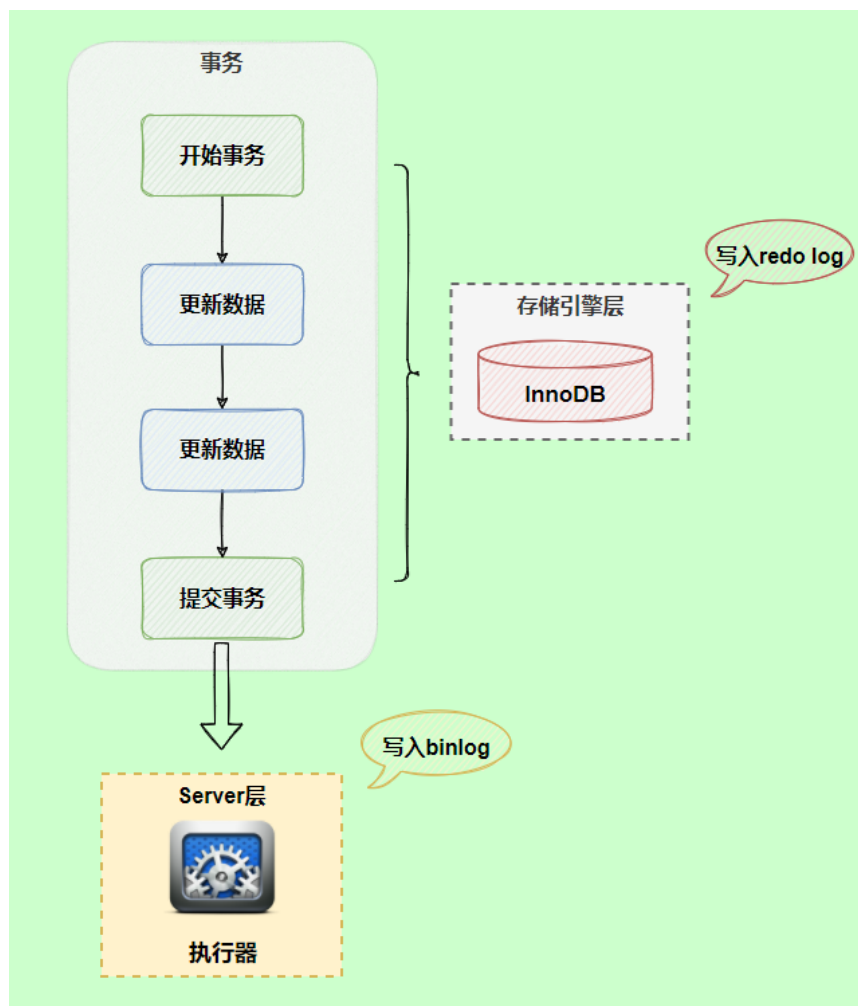 事务
开始事务
更新数据
更新数据
提交事务
写入redo log
存储引擎层
InnoDB
写入binlog
Server层
执行器